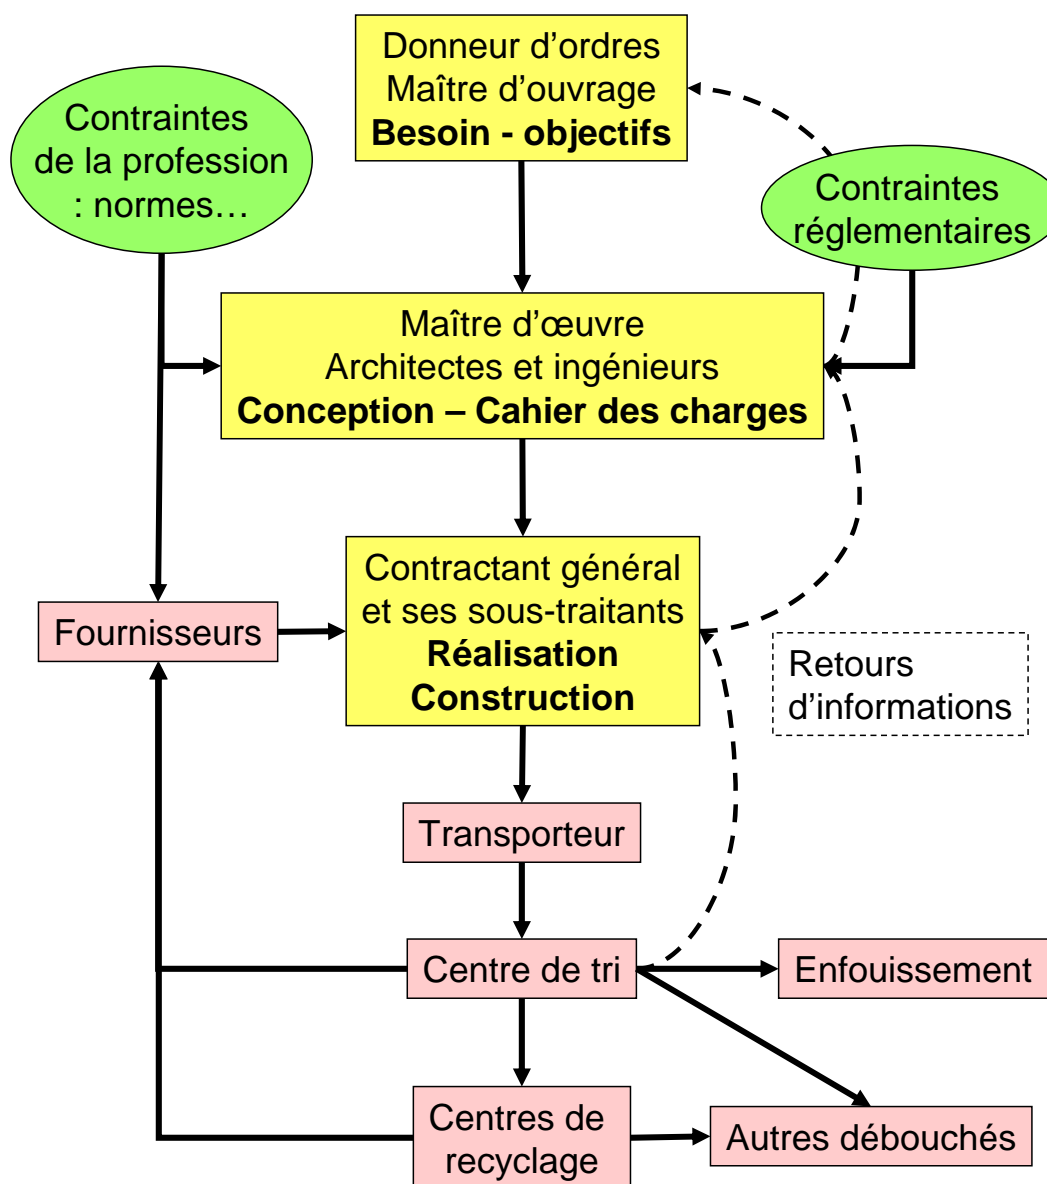 Donneur d’ordres
Maître d’ouvrage
Besoin - objectifs
Contraintes
de la profession
: normes…
Contraintes
réglementaires
Maître d’œuvre
Architectes et ingénieurs
Conception – Cahier des charges
Contractant général
et ses sous-traitants
Réalisation
Construction
Fournisseurs
Retours
d’informations
Transporteur
Centre de tri
Enfouissement
Centres de
recyclage
Autres débouchés